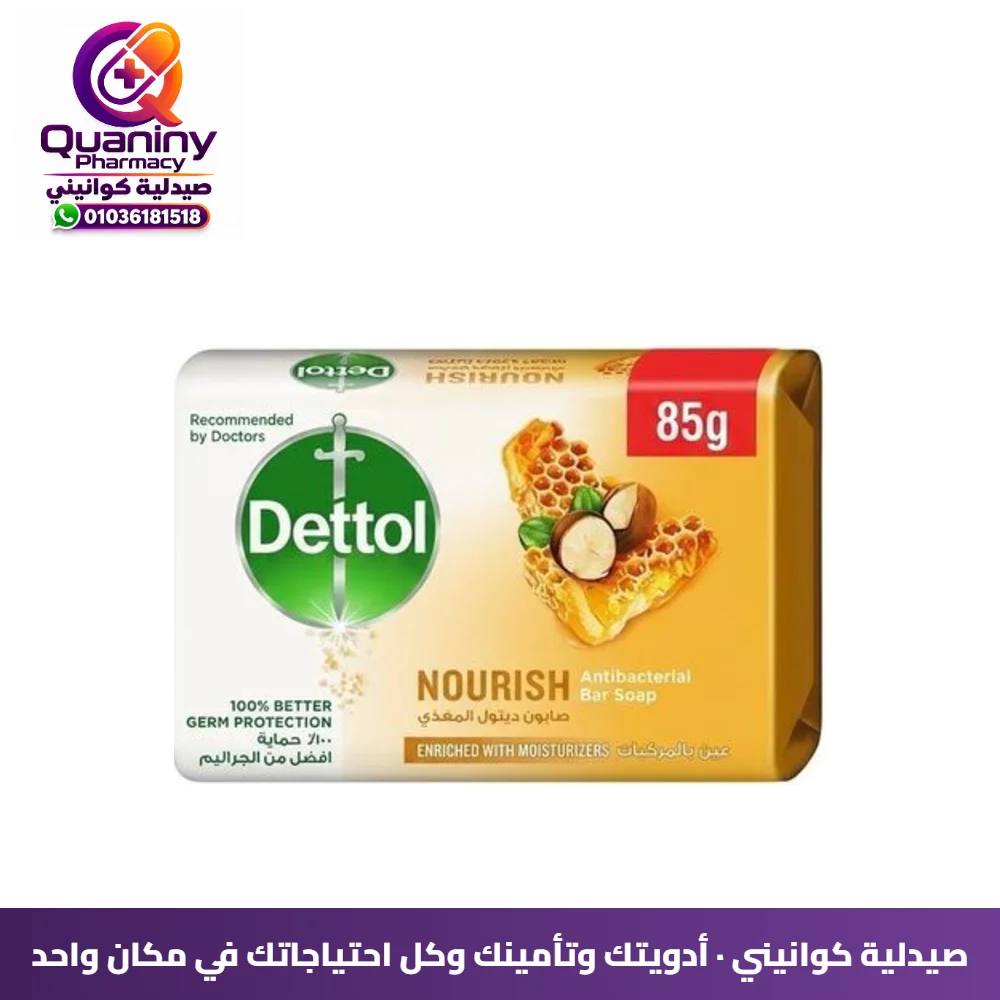 Quaniny
Pharmacy
صيدلية كوانيني
01036181518
Dettol
NOURISH
85g
Recommended
by Doctors
Dettol
NOURISH
Antibacterial
Bar Soap
صابون ديتول المغذي
100% BETTER
GERM PROTECTION
١٠٠٪ حماية
افضل من الجراثيم
ENRICHED WITH MOISTURIZERS
صيدلية كوانيني • أدويتك وتأمينك وكل احتياجاتك في مكان واحد